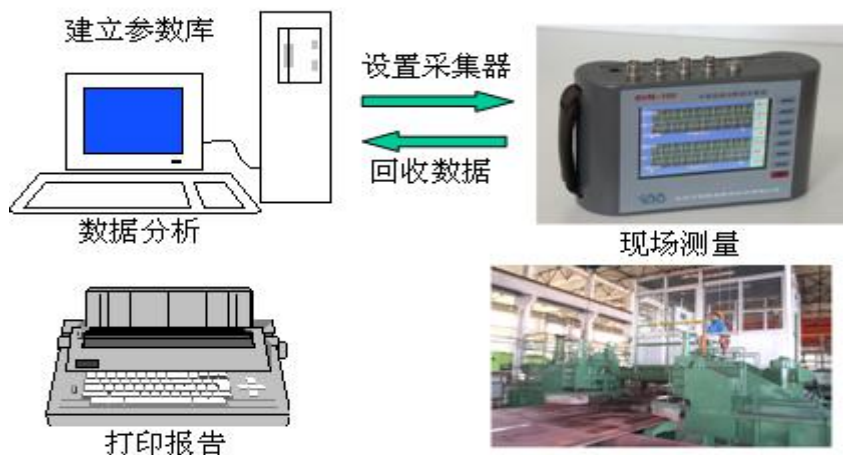 建立参数库
设置采集器
回收数据
数据分析
现场测量
打印报告